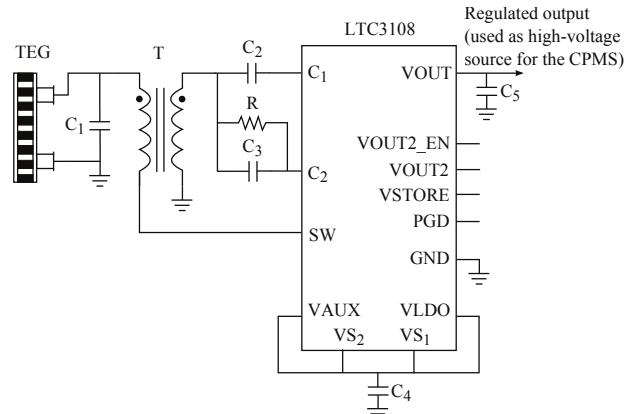 LTC3108
Regulated output
(used as high-voltage
source for the CPMS)
TEG
T
C2
C1
VOUT
C5
C1
R
C3
C2
VOUT2_EN
VOUT2
VSTORE
PGD
SW
GND
VAUX
VLDO
VS2
VS1
C4